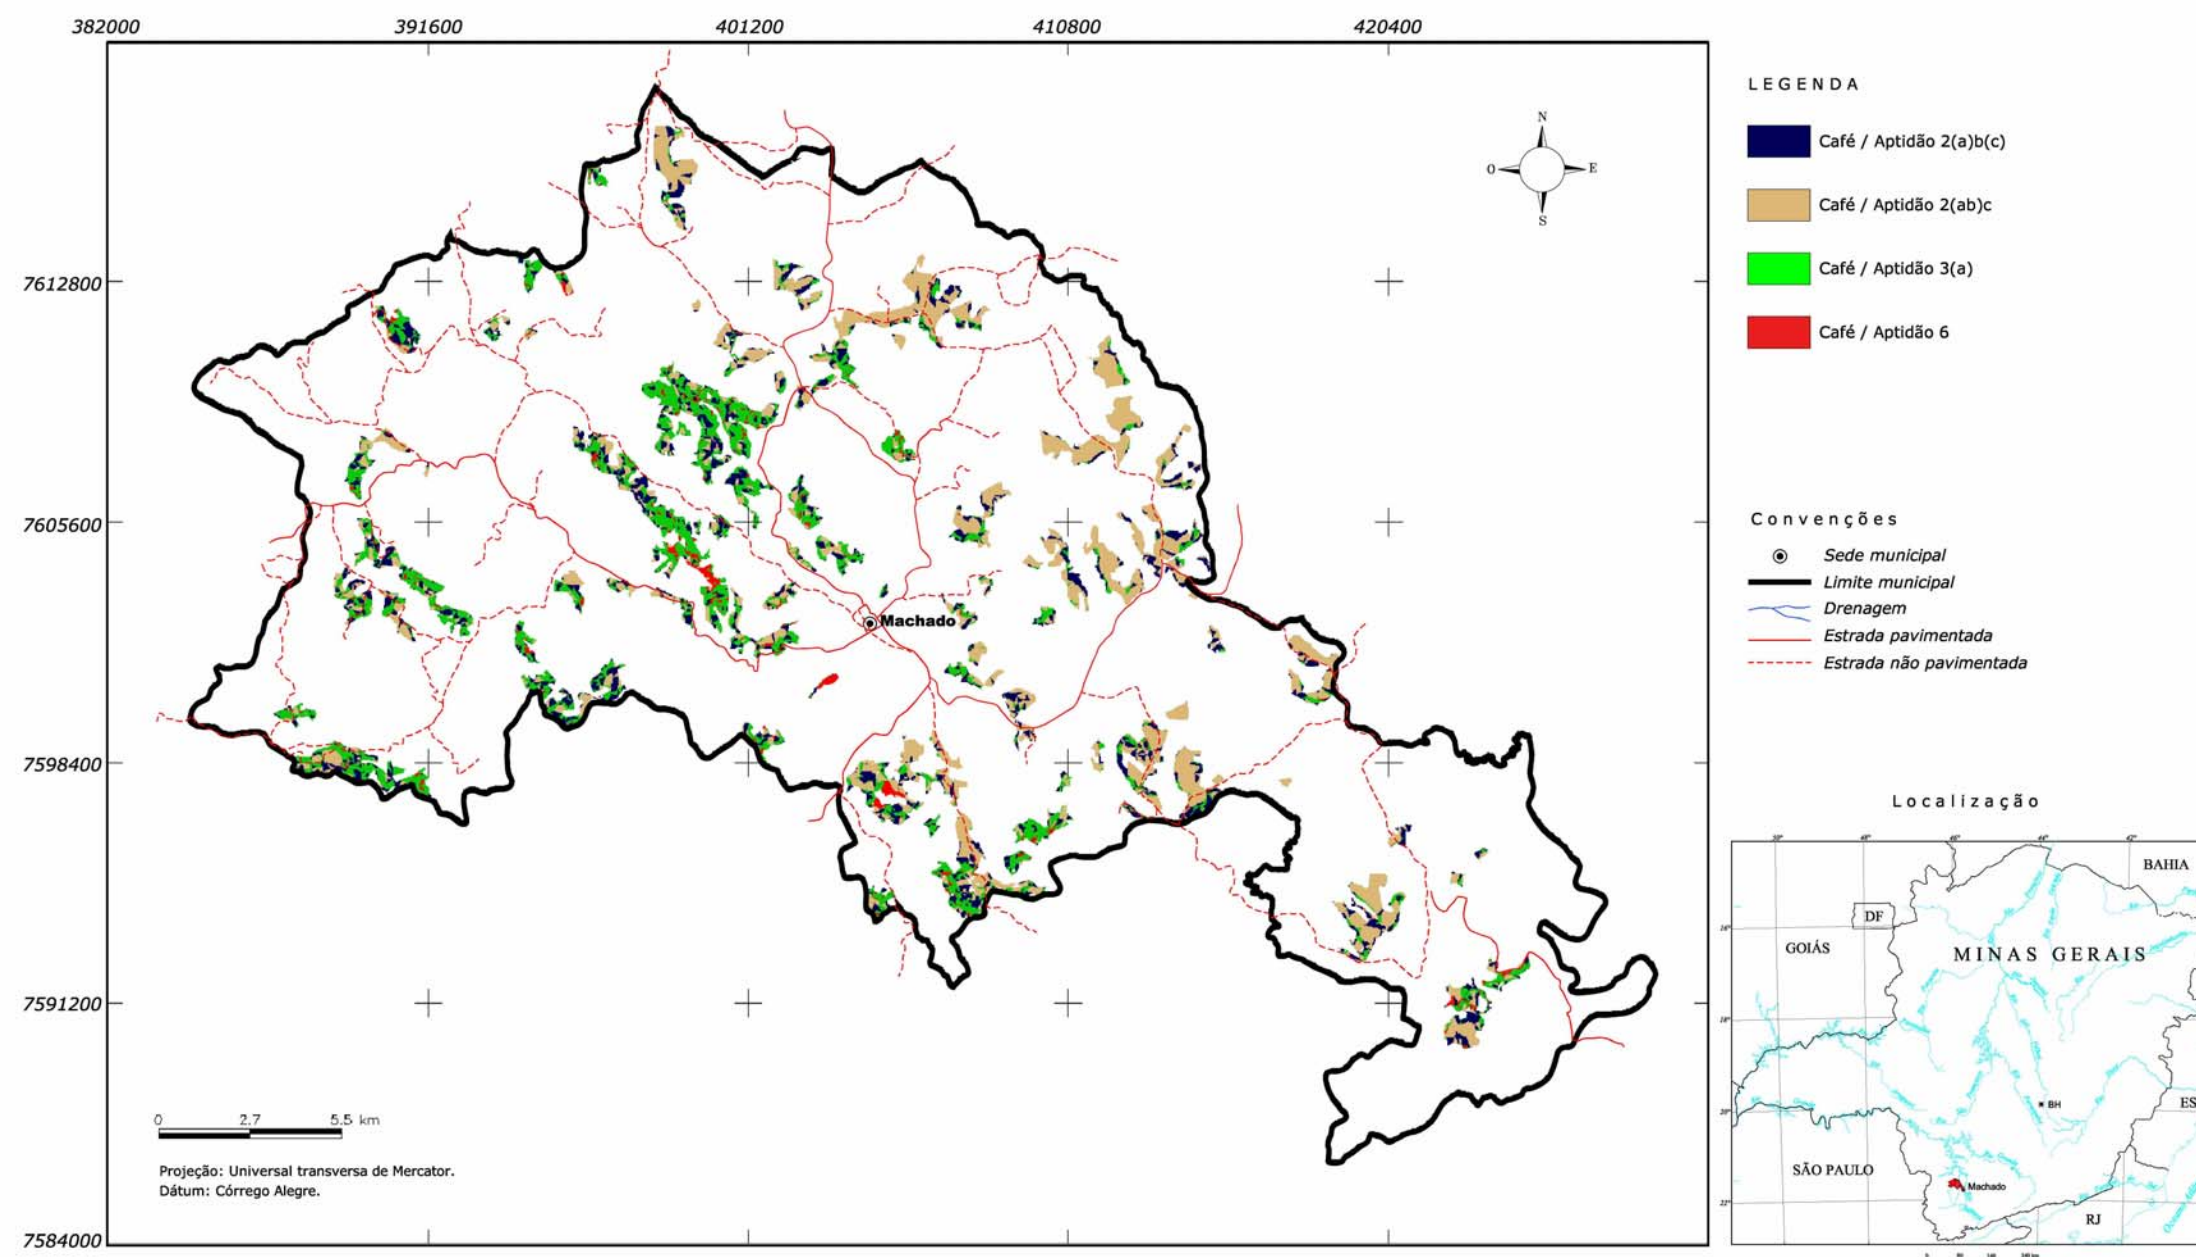 382000 391600 401200 410800 420400
7612800
7605600
7598400
7591200
7584000
N
O E
S
Machado
0 2.7 5.5 km
Projeção: Universal transversa de Mercator.
Dátum: Córrego Alegre.
LEGENDA
Café / Aptidão 2(a)b(c)
Café / Aptidão 2(ab)c
Café / Aptidão 3(a)
Café / Aptidão 6
Convenções
Sede municipal
Limite municipal
Drenagem
Estrada pavimentada
Estrada não pavimentada
Localização
BAHIA
DF
GOIÁS
MINAS GERAIS
BH
ES
SÃO PAULO
Machado
RJ